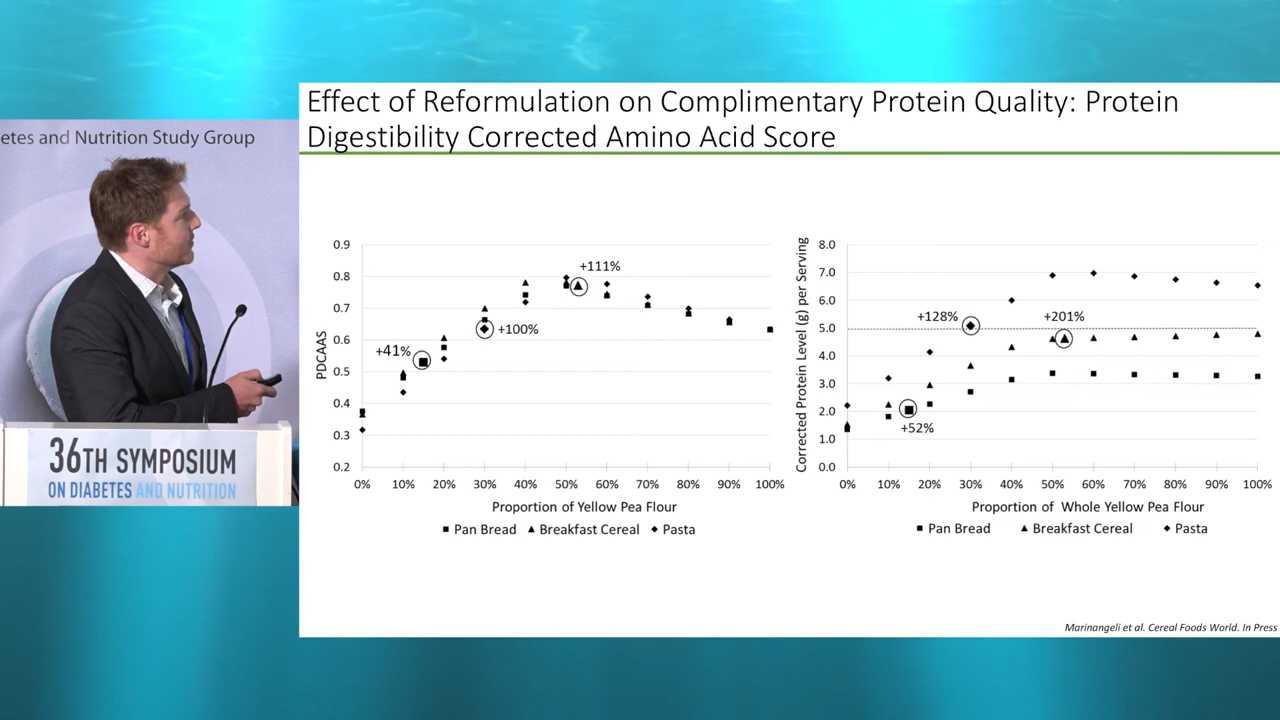 etes and Nutrition Study Group
36TH SYMPOSIUM
ON DIABETES AND NUTRITION
Effect of Reformulation on Complimentary Protein Quality: Protein
Digestibility Corrected Amino Acid Score
PDCAAS
0.9
0.8
0.7
0.6
0.5
0.4
0.3
0.2
+41%
+100%
+111%
0% 10% 20% 30% 40% 50% 60% 70% 80% 90% 100%
Proportion of Yellow Pea Flour
Pan Bread Breakfast Cereal Pasta
Corrected Protein Level (g) per Serving
8.0
7.0
6.0
5.0
4.0
3.0
2.0
1.0
0.0
+128%
+201%
+52%
0% 10% 20% 30% 40% 50% 60% 70% 80% 90% 100%
Proportion of Whole Yellow Pea Flour
Pan Bread Breakfast Cereal Pasta
Marinangeli et al. Cereal Foods World. In Press